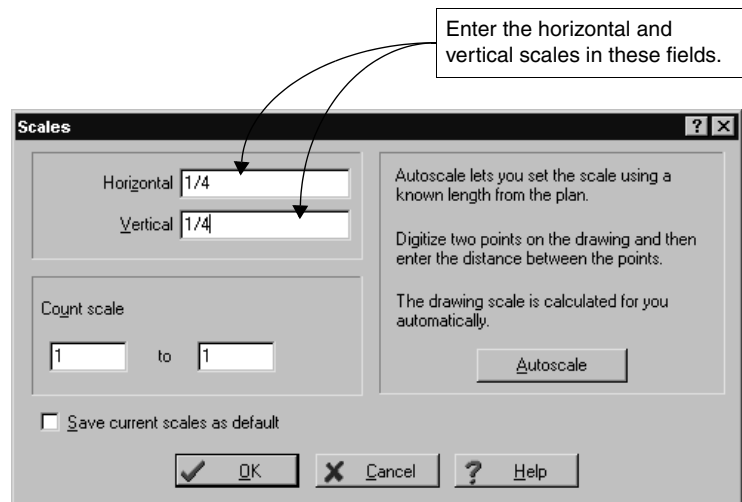 Enter the horizontal and
vertical scales in these fields.
Scales
Horizontal 1/4
Vertical 1/4
Count scale
1 to 1
Autoscale lets you set the scale using a
known length from the plan.
Digitize two points on the drawing and then
enter the distance between the points.
The drawing scale is calculated for you
automatically.
Autoscale
Save current scales as default
OK Cancel ? Help